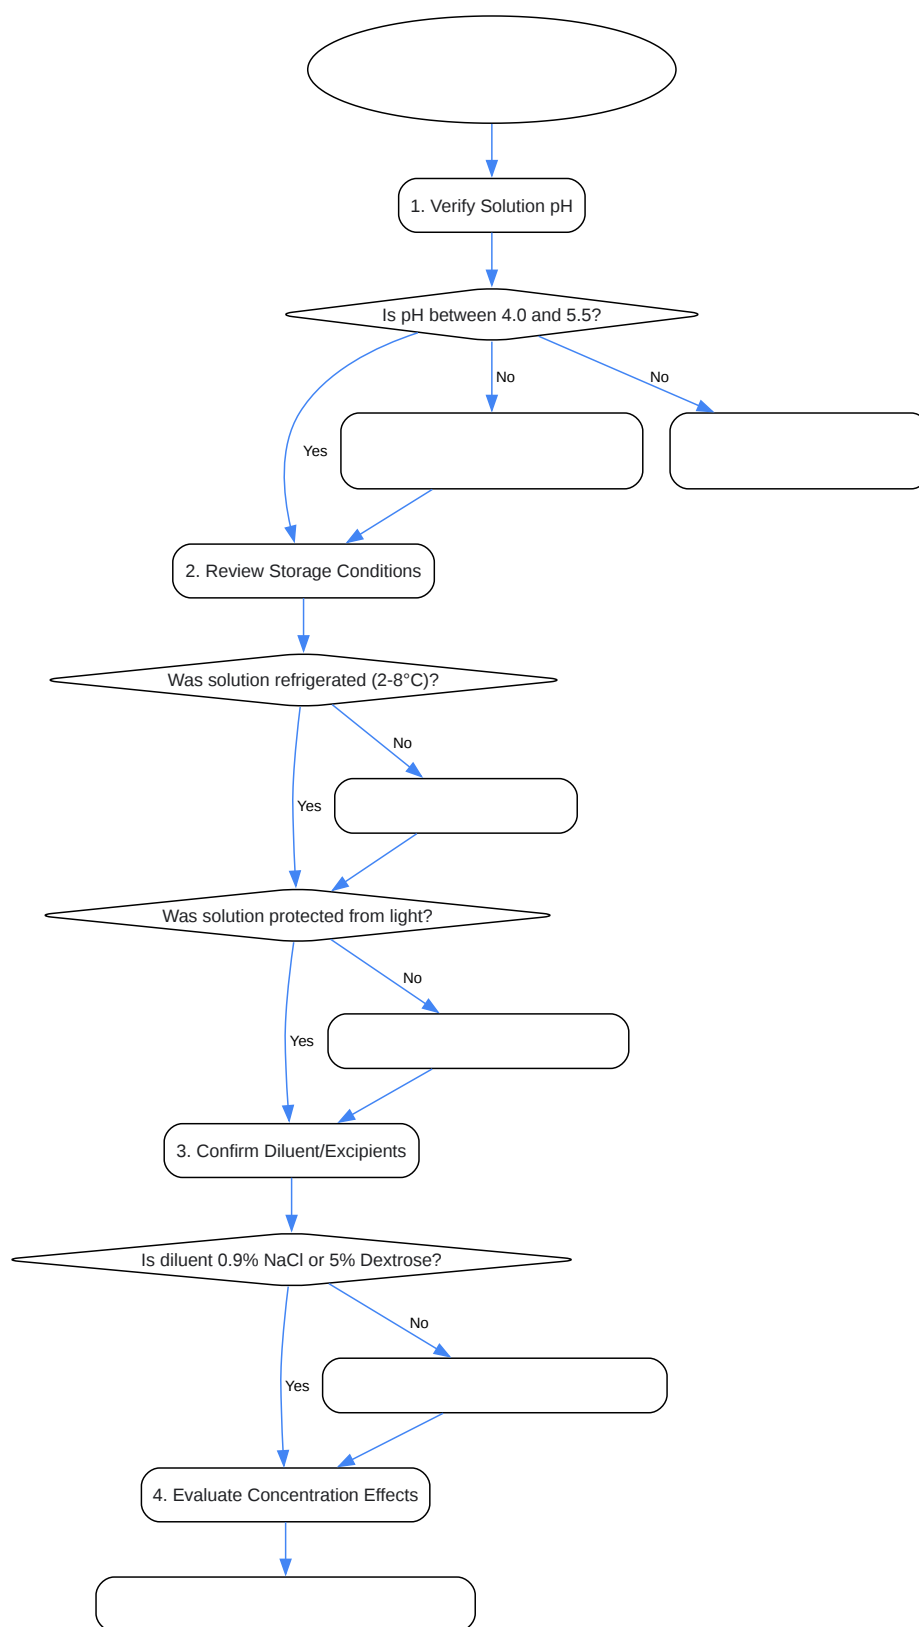 1. Verify Solution pH
Is pH between 4.0 and 5.5?
No
No
Yes
2. Review Storage Conditions
Was solution refrigerated (2-8°C)?
No
Yes
Was solution protected from light?
No
Yes
3. Confirm Diluent/Excipients
Is diluent 0.9% NaCl or 5% Dextrose?
No
Yes
4. Evaluate Concentration Effects